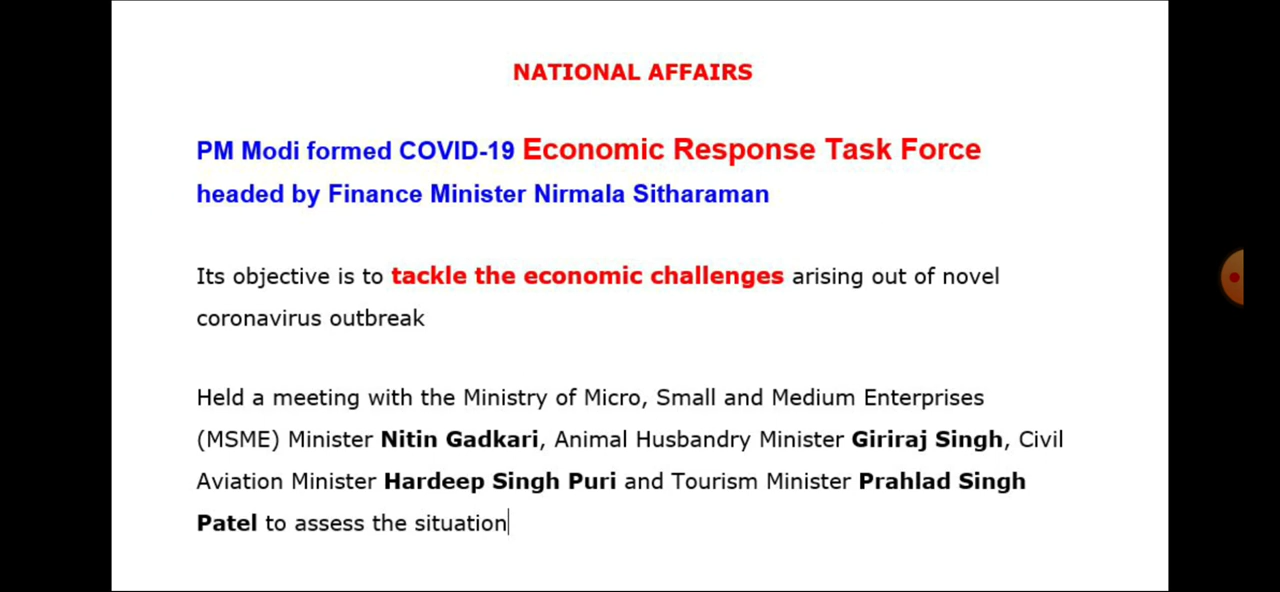 NATIONAL AFFAIRS
PM Modi formed COVID-19 Economic Response Task Force
headed by Finance Minister Nirmala Sitharaman
Its objective is to tackle the economic challenges arising out of novel
coronavirus outbreak
Held a meeting with the Ministry of Micro, Small and Medium Enterprises
(MSME) Minister Nitin Gadkari, Animal Husbandry Minister Giriraj Singh, Civil
Aviation Minister Hardeep Singh Puri and Tourism Minister Prahlad Singh
Patel to assess the situation